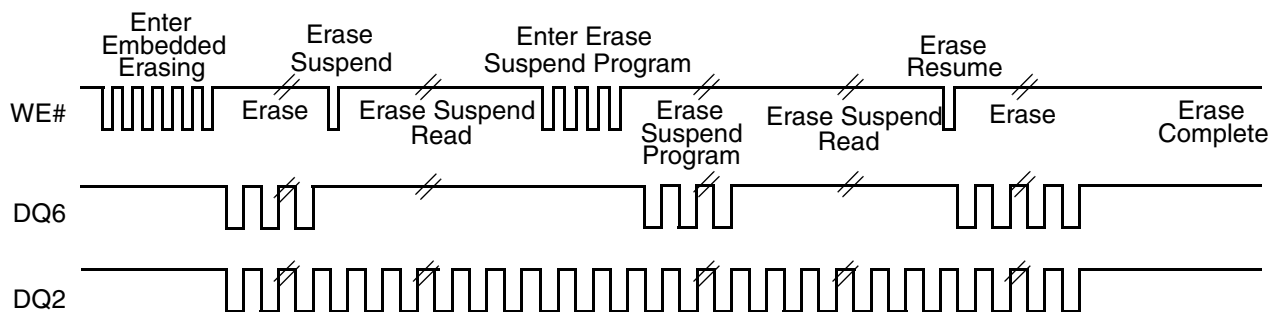 Enter
Embedded
Erasing
Erase
Suspend
Enter Erase
Suspend Program
Erase
Resume
WE#
Erase
Erase Suspend
Read
Erase
Suspend
Program
Erase Suspend
Read
Erase
Erase
Complete
DQ6
DQ2